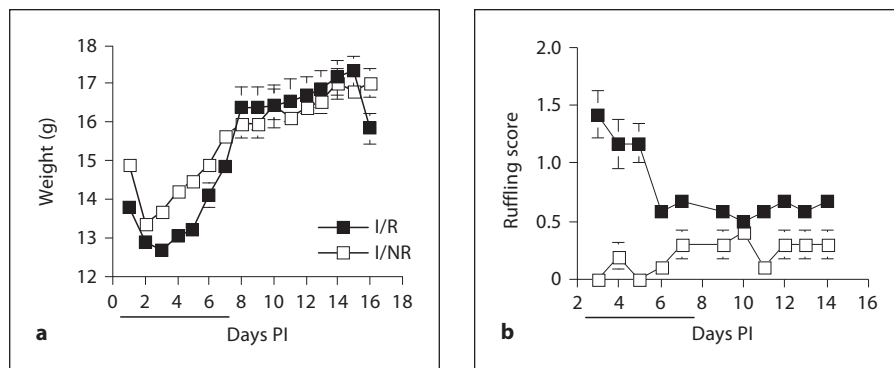 18
17
16
15
14
13
12
Weight (g)
I/R
I/NR
0 2 4 6 8 10 12 14 16 18
Days PI
a
2.0
1.5
1.0
0.5
0
Ruffling score
2 4 6 8 10 12 14 16
Days PI
b